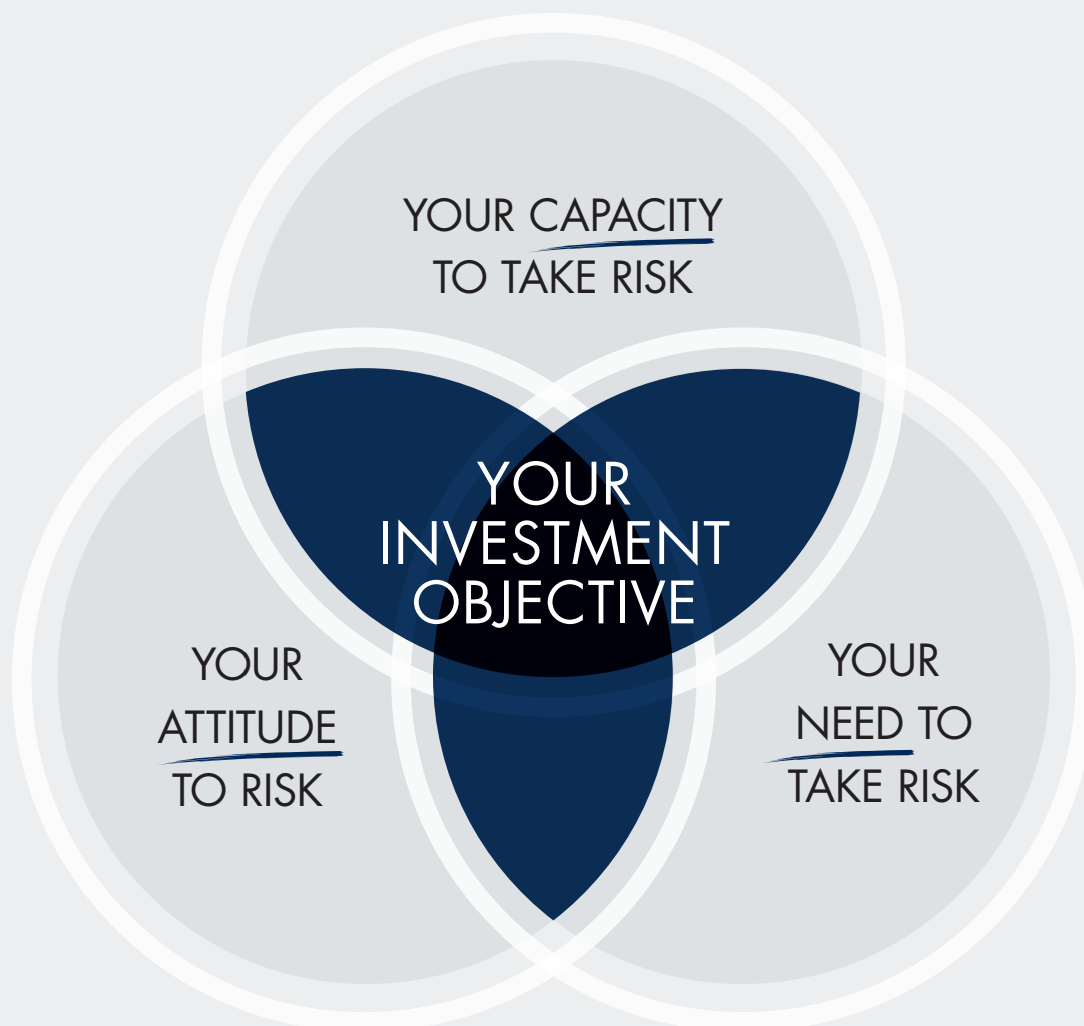 YOUR CAPACITY
TO TAKE RISK
YOUR
INVESTMENT
OBJECTIVE
YOUR
ATTITUDE
TO RISK
YOUR
NEED TO
TAKE RISK